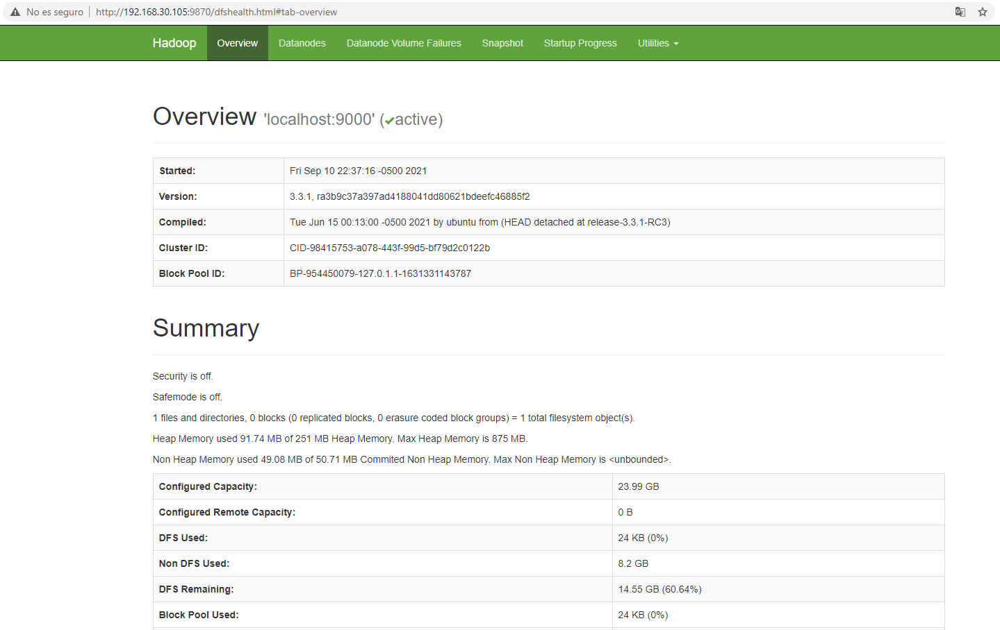 No es seguro http://192.168.30.105:9870/dfshealth.html#tab-overview
Hadoop Overview Datanodes Datanode Volume Failures Snapshot Startup Progress Utilities
Overview 'localhost:9000' (✔active)
Started: Fri Sep 10 22:37:16 -0500 2021
Version: 3.3.1, ra3b9c37a397ad4188041dd80621bdeefc46885f2
Compiled: Tue Jun 15 00:13:00 -0500 2021 by ubuntu from (HEAD detached at release-3.3.1-RC3)
Cluster ID: CID-98415753-a078-443f-99d5-bf79d2c0122b
Block Pool ID: BP-954450079-127.0.1.1-1631331143787
Summary
Security is off.
Safemode is off.
1 files and directories, 0 blocks (0 replicated blocks, 0 erasure coded block groups) = 1 total filesystem object(s).
Heap Memory used 91.74 MB of 251 MB Heap Memory. Max Heap Memory is 875 MB.
Non Heap Memory used 49.08 MB of 50.71 MB Commited Non Heap Memory. Max Non Heap Memory is <unbounded>.
Configured Capacity: 23.99 GB
Configured Remote Capacity: 0 B
DFS Used: 24 KB (0%)
Non DFS Used: 8.2 GB
DFS Remaining: 14.55 GB (60.64%)
Block Pool Used: 24 KB (0%)